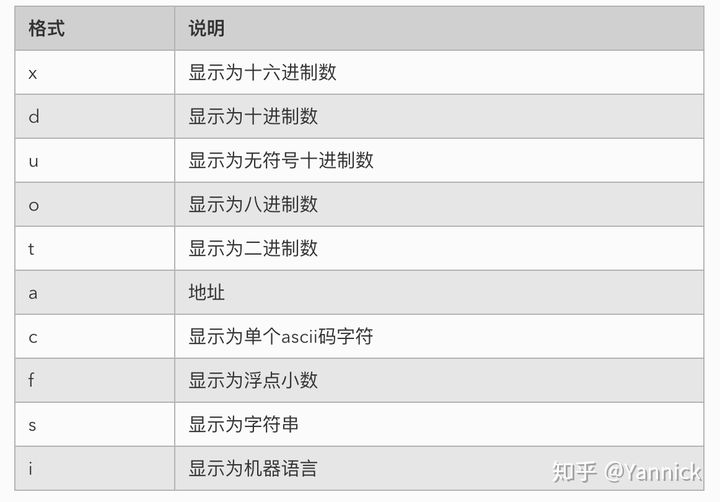 格式 说明
x 显示为十六进制数
d 显示为十进制数
u 显示为无符号十进制数
o 显示为八进制数
t 显示为二进制数
a 地址
c 显示为单个ascii码字符
f 显示为浮点小数
s 显示为字符串
i 显示为机器语言
知乎 @Yannick